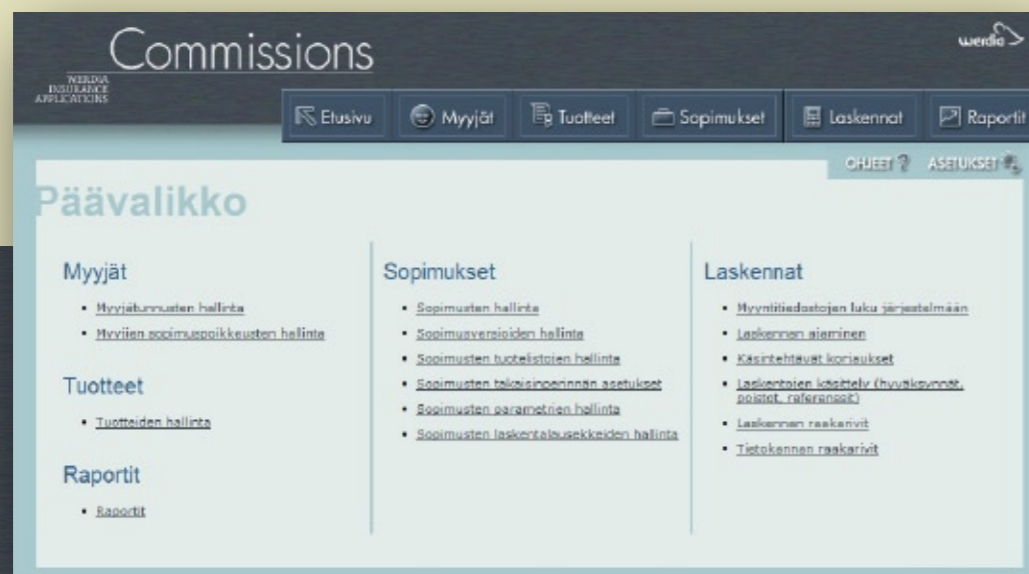 Commissions
WERDIA
INSURANCE
APPLICATIONS
werdia
Etusivu
Myyjät
Tuotteet
Sopimukset
Laskennat
Raportit
OHJEET ?
ASETUKSET
Päävalikko
Myyjät
Myyjätunnusten hallinta
Myyjien sopimuspoikkeusten hallinta
Tuotteet
Tuotteiden hallinta
Raportit
Raportit
Sopimukset
Sopimusten hallinta
Sopimusversioiden hallinta
Sopimusten tuotelistojen hallinta
Sopimusten takaisinperinnän asetukset
Sopimusten parametrien hallinta
Sopimusten laskentalausekkeiden hallinta
Laskennat
Myyntitiedostojen luku järjestelmään
Laskennan ajaminen
Käsintehtävät korjaukset
Laskentojen käsittely (hyväksynnät,
poistot, referenssit)
Laskennan raakarivit
Tietokannan raakarivit